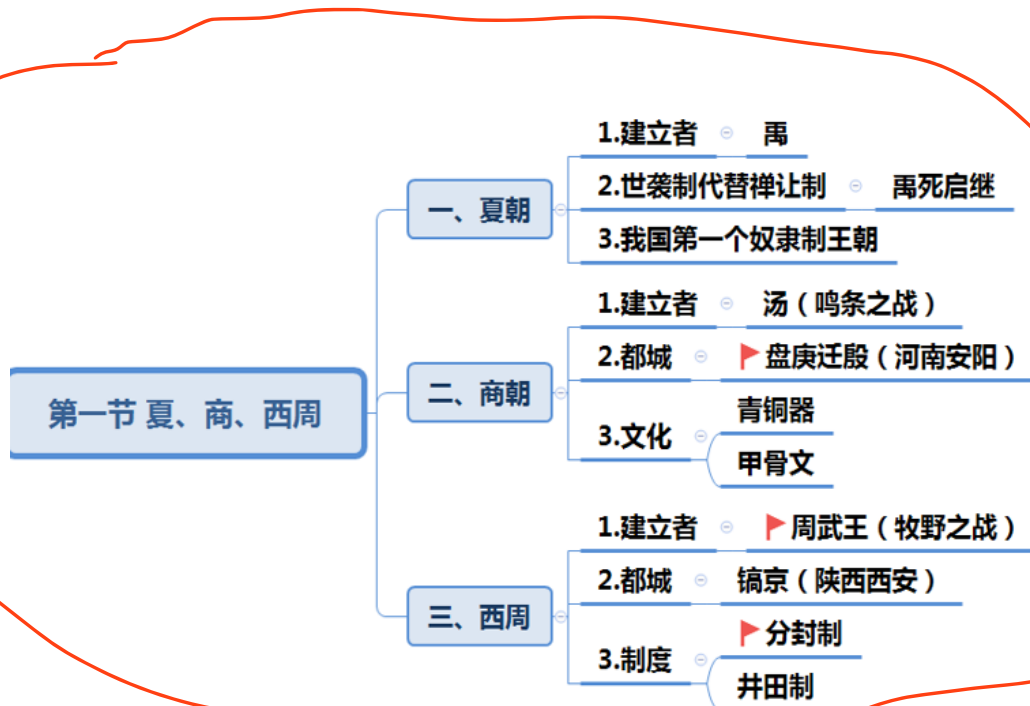 第一节 夏、商、西周
一、夏朝
1.建立者 禹
2.世袭制代替禅让制 禹死启继
3.我国第一个奴隶制王朝
二、商朝
1.建立者 汤（鸣条之战）
2.都城 盘庚迁殷（河南安阳）
3.文化
青铜器
甲骨文
三、西周
1.建立者 周武王（牧野之战）
2.都城 镐京（陕西西安）
3.制度
分封制
井田制